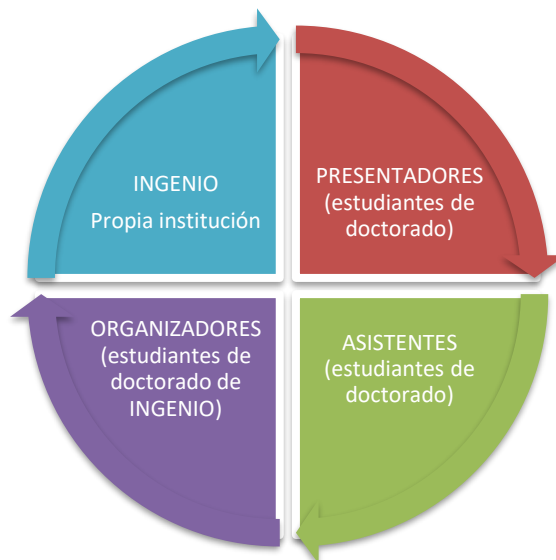 INGENIO
Propia institución
PRESENTADORES
(estudiantes de
doctorado)
ORGANIZADORES
(estudiantes de
doctorado de
INGENIO)
ASISTENTES
(estudiantes de
doctorado)